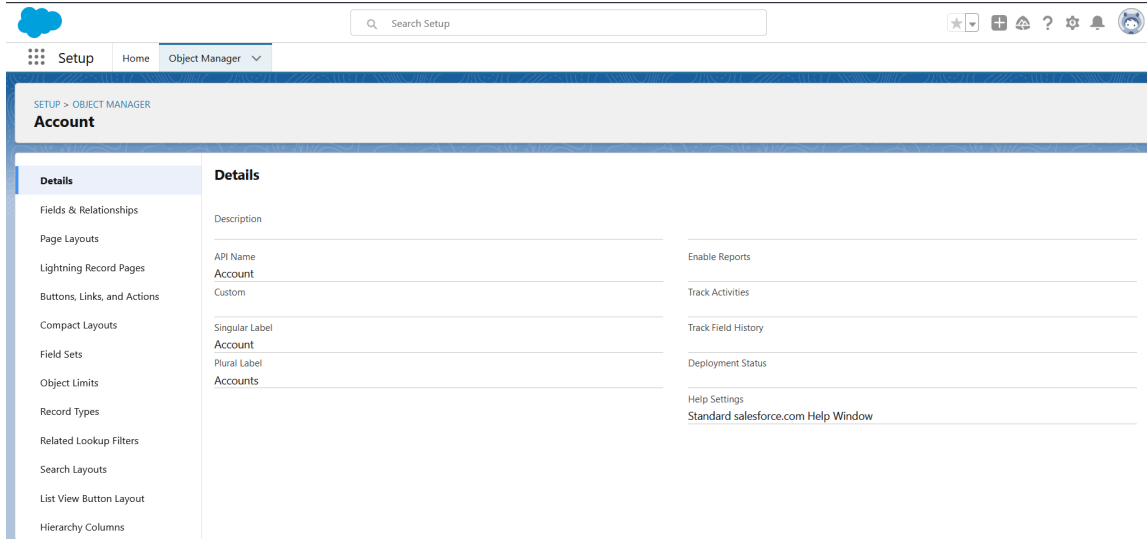 Search Setup
Setup
Home
Object Manager
SETUP > OBJECT MANAGER
Account
Details
Fields & Relationships
Page Layouts
Lightning Record Pages
Buttons, Links, and Actions
Compact Layouts
Field Sets
Object Limits
Record Types
Related Lookup Filters
Search Layouts
List View Button Layout
Hierarchy Columns
Details
Description
API Name
Account
Custom
Singular Label
Account
Plural Label
Accounts
Enable Reports
Track Activities
Track Field History
Deployment Status
Help Settings
Standard salesforce.com Help Window